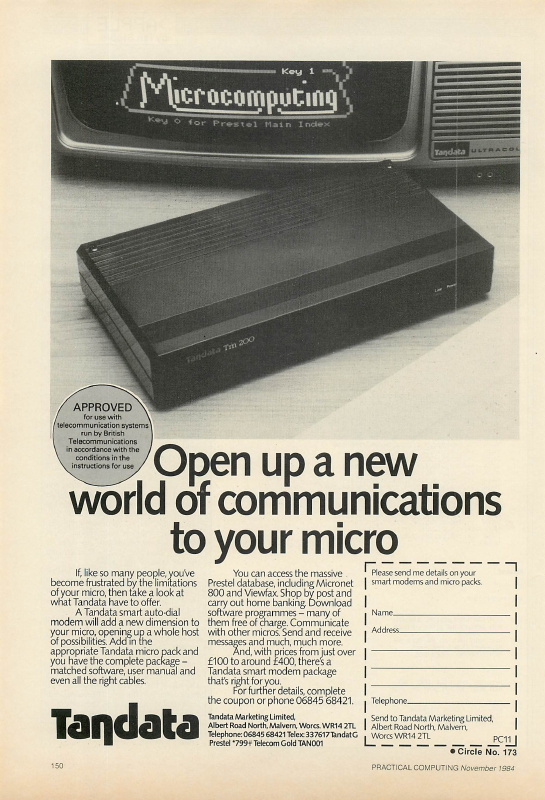 Key 1
Microcomputing
Key 0 for Prestel Main Index
Tandata ULTRACOL
Tandata Tm 200
APPROVED
for use with
telecommunication systems
run by British
Telecommunications
in accordance with the
conditions in the
instructions for use
Open up a new
world of communications
to your micro
If, like so many people, you've
become frustrated by the limitations
of your micro, then take a look at
what Tandata have to offer.
A Tandata smart auto-dial
modem will add a new dimension to
your micro, opening up a whole host
of possibilities. Add in the
appropriate Tandata micro pack and
you have the complete package –
matched software, user manual and
even all the right cables.
You can access the massive
Prestel database, including Micronet
800 and Viewfax. Shop by post and
carry out home banking. Download
software programmes – many of
them free of charge. Communicate
with other micros. Send and receive
messages and much, much more.
And, with prices from just over
£100 to around £400, there's a
Tandata smart modem package
that's right for you.
For further details, complete
the coupon or phone 06845 68421.
Please send me details on your
smart modems and micro packs.
Name
Address
Telephone
Send to Tandata Marketing Limited,
Albert Road North, Malvern,
Worcs WR14 2TL
PC11
Tandata
Tandata Marketing Limited,
Albert Road North, Malvern, Worcs. WR14 2TL
Telephone: 06845 68421 Telex: 337617 Tandat G
Prestel *799# Telecom Gold TAN001
• Circle No. 173
150
PRACTICAL COMPUTING November 1984